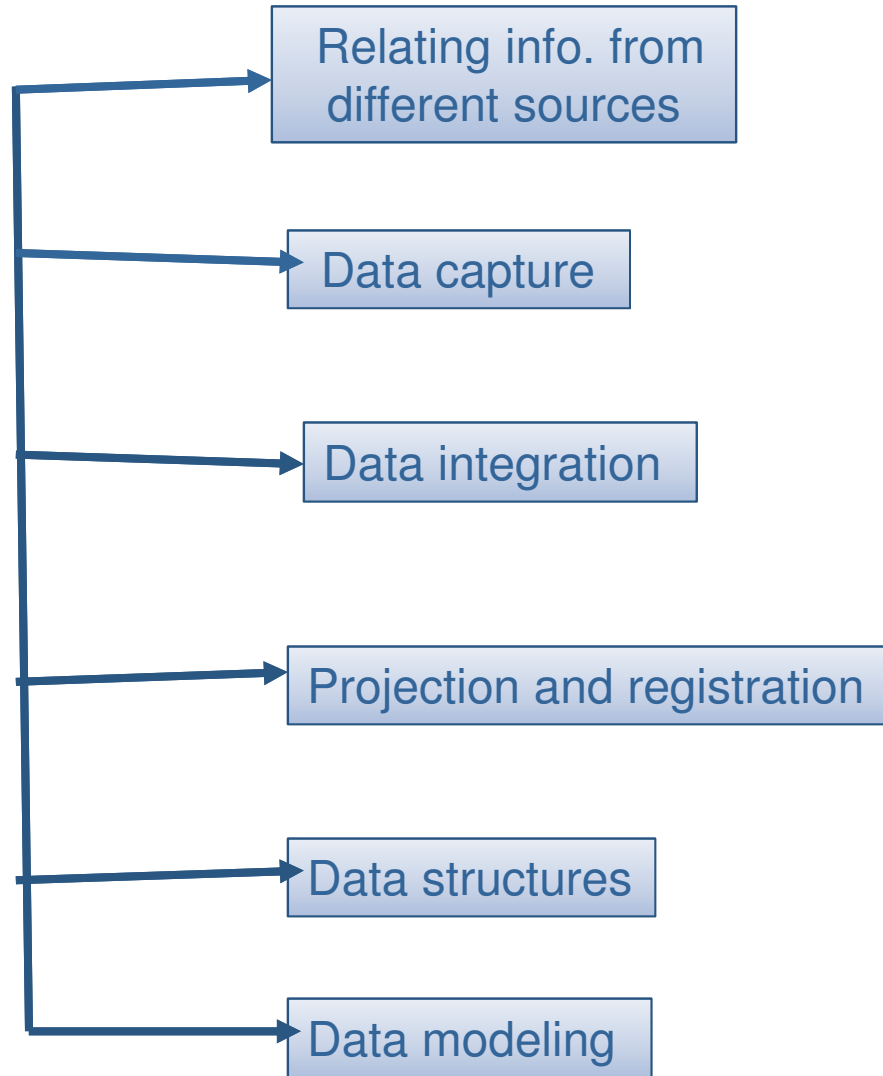 Relating info. from
different sources
Data capture
Data integration
Projection and registration
Data structures
Data modeling